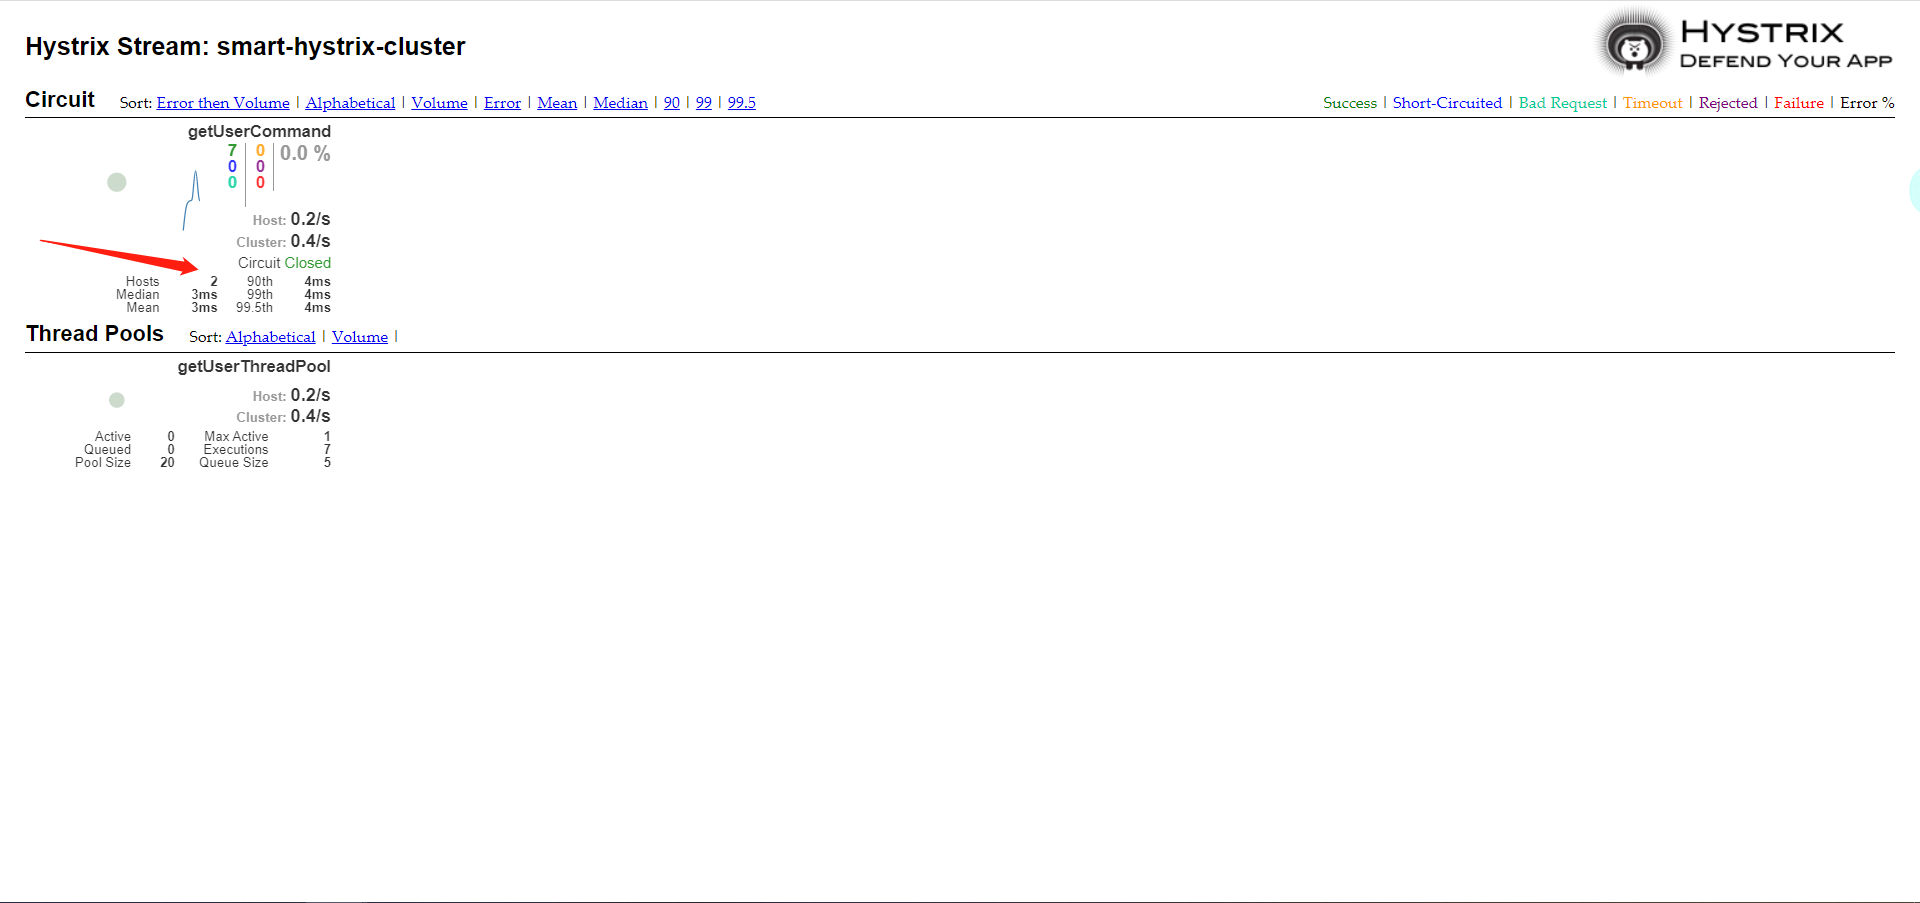 Hystrix Stream: smart-hystrix-cluster
HYSTRIX
DEFEND YOUR APP
Circuit Sort: Error then Volume | Alphabetical | Volume | Error | Mean | Median | 90 | 99 | 99.5
Success | Short-Circuited | Bad Request | Timeout | Rejected | Failure | Error %
getUserCommand
7 0 0.0 %
0 0
0 0
Host: 0.2/s
Cluster: 0.4/s
Circuit Closed
Hosts 2 90th 4ms
Median 3ms 99th 4ms
Mean 3ms 99.5th 4ms
Thread Pools Sort: Alphabetical | Volume |
getUserThreadPool
Host: 0.2/s
Cluster: 0.4/s
Active 0 Max Active 1
Queued 0 Executions 7
Pool Size 20 Queue Size 5